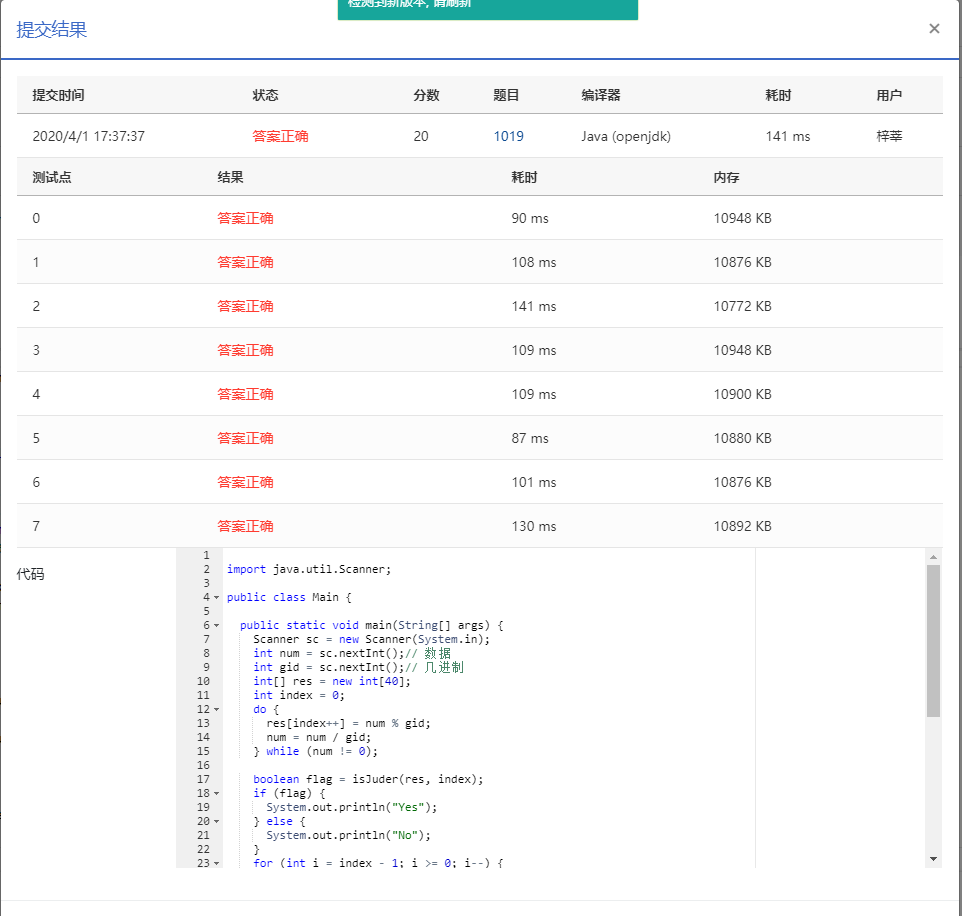 检测到新版本, 请刷新
提交结果 ×
提交时间 状态 分数 题目 编译器 耗时 用户
2020/4/1 17:37:37 答案正确 20 1019 Java (openjdk) 141 ms 梓莘
测试点 结果 耗时 内存
0 答案正确 90 ms 10948 KB
1 答案正确 108 ms 10876 KB
2 答案正确 141 ms 10772 KB
3 答案正确 109 ms 10948 KB
4 答案正确 109 ms 10900 KB
5 答案正确 87 ms 10880 KB
6 答案正确 101 ms 10876 KB
7 答案正确 130 ms 10892 KB
代码
1
2 import java.util.Scanner;
3
4 public class Main {
5
6 public static void main(String[] args) {
7 Scanner sc = new Scanner(System.in);
8 int num = sc.nextInt();// 数据
9 int gid = sc.nextInt();// 几进制
10 int[] res = new int[40];
11 int index = 0;
12 do {
13 res[index++] = num % gid;
14 num = num / gid;
15 } while (num != 0);
16
17 boolean flag = isJuder(res, index);
18 if (flag) {
19 System.out.println("Yes");
20 } else {
21 System.out.println("No");
22 }
23 for (int i = index - 1; i >= 0; i--) {